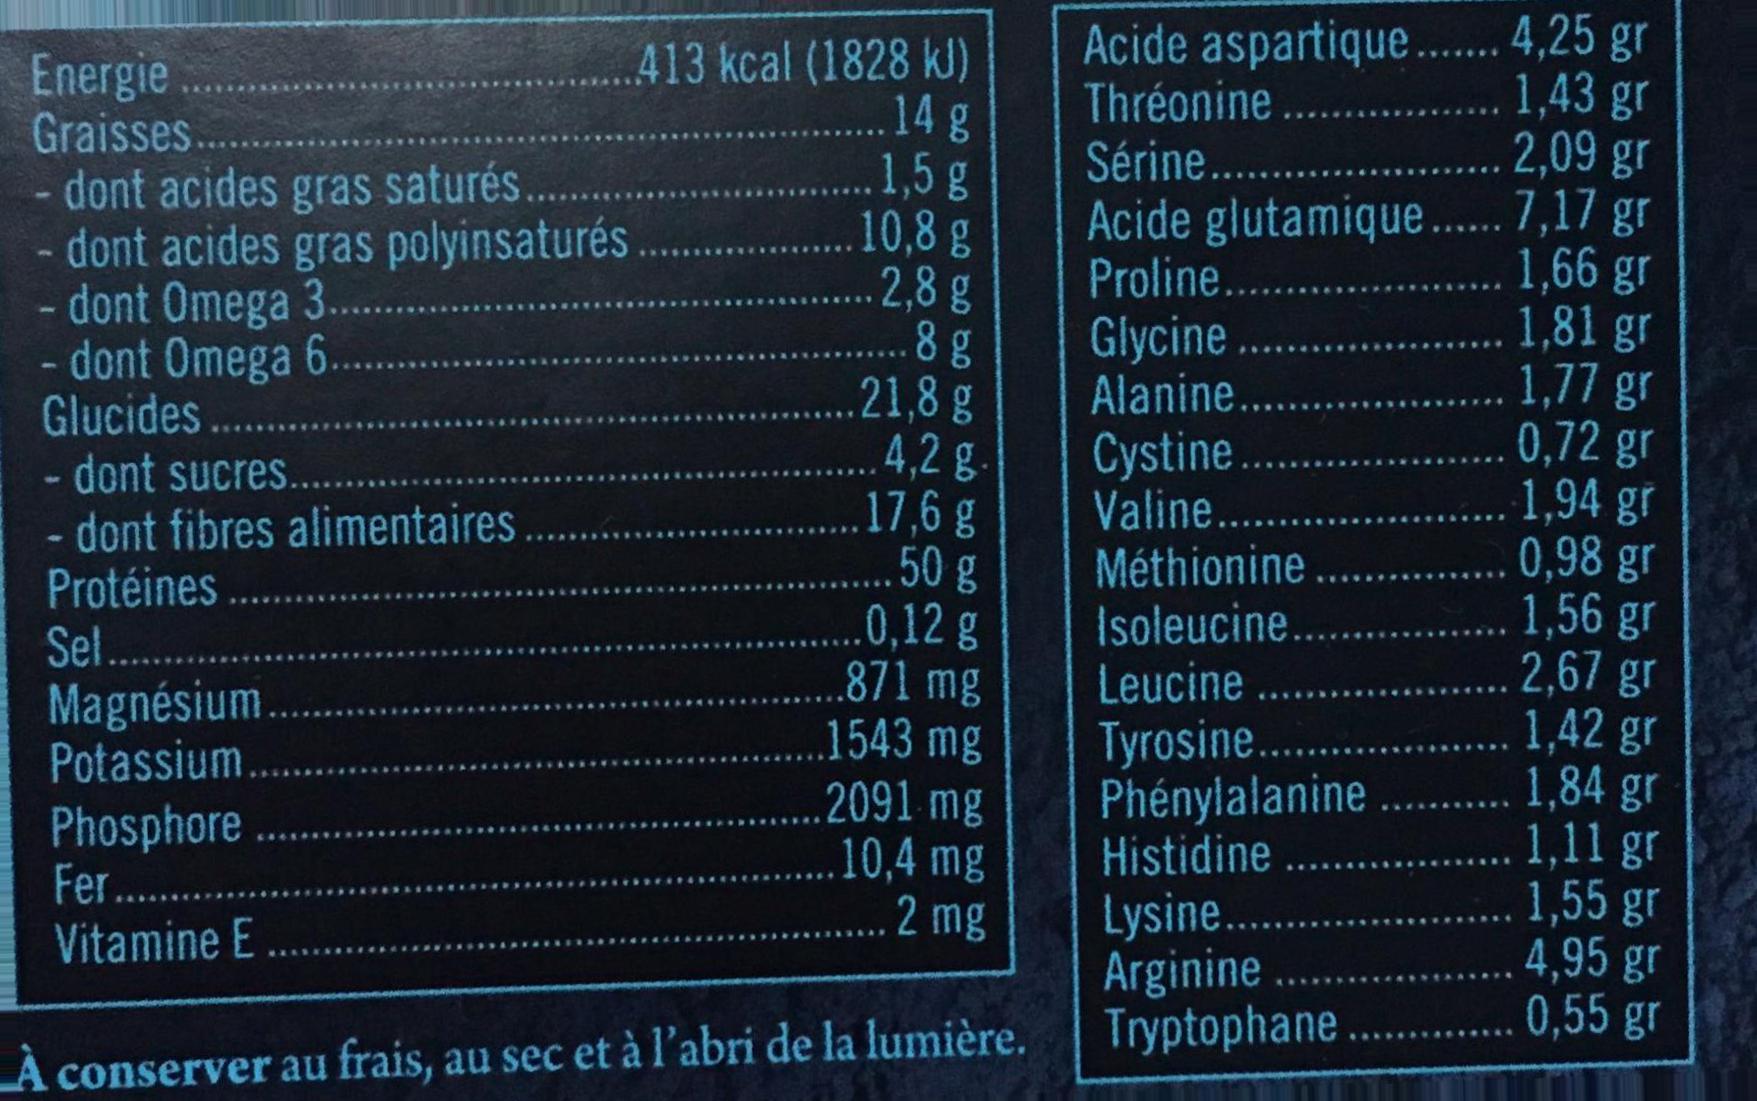 Energie ........ 413 kcal (1828 kJ)
Graisses ........ 14 g
- dont acides gras saturés ........ 1,5 g
- dont acides gras polyinsaturés ........ 10,8 g
- dont Omega 3 ........ 2,8 g
- dont Omega 6 ........ 8 g
Glucides ........ 21,8 g
- dont sucres ........ 4,2 g
- dont fibres alimentaires ........ 17,6 g
Protéines ........ 50 g
Sel ........ 0,12 g
Magnésium ........ 871 mg
Potassium ........ 1543 mg
Phosphore ........ 2091 mg
Fer ........ 10,4 mg
Vitamine E ........ 2 mg
À conserver au frais, au sec et à l'abri de la lumière.
Acide aspartique ....... 4,25 gr
Thréonine ........ 1,43 gr
Sérine ........ 2,09 gr
Acide glutamique ...... 7,17 gr
Proline ........ 1,66 gr
Glycine ........ 1,81 gr
Alanine ........ 1,77 gr
Cystine ........ 0,72 gr
Valine ........ 1,94 gr
Méthionine ........ 0,98 gr
Isoleucine ........ 1,56 gr
Leucine ........ 2,67 gr
Tyrosine ........ 1,42 gr
Phénylalanine ........ 1,84 gr
Histidine ........ 1,11 gr
Lysine ........ 1,55 gr
Arginine ........ 4,95 gr
Tryptophane ........ 0,55 gr